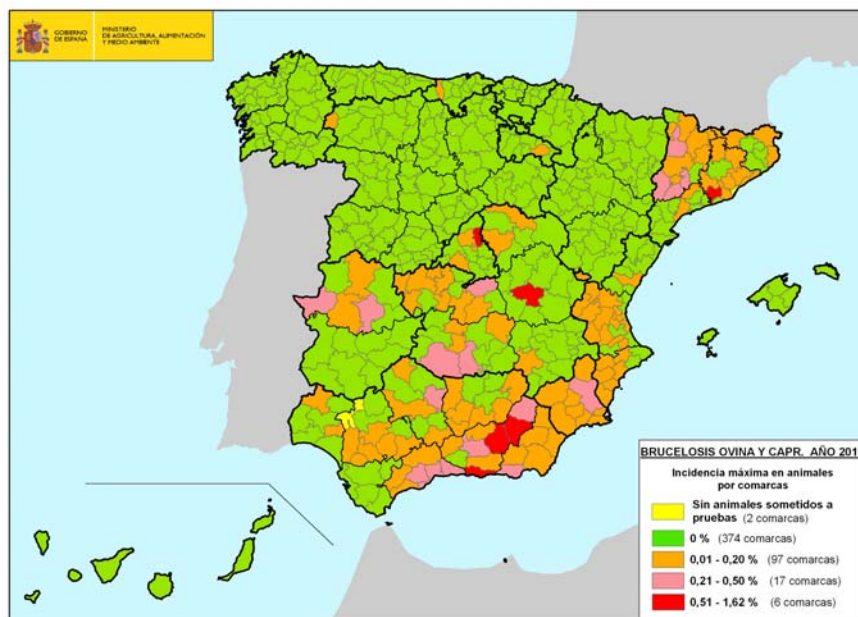 GOBIERNO
DE ESPAÑA
MINISTERIO
DE AGRICULTURA, ALIMENTACIÓN
Y MEDIO AMBIENTE
BRUCELOSIS OVINA Y CAPR. AÑO 201
Incidencia máxima en animales
por comarcas
Sin animales sometidos a
pruebas (2 comarcas)
0 % (374 comarcas)
0,01 - 0,20 % (97 comarcas)
0,21 - 0,50 % (17 comarcas)
0,51 - 1,62 % (6 comarcas)